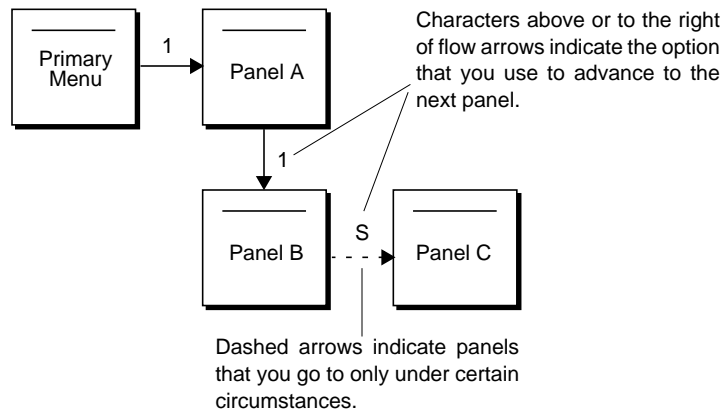 Characters above or to the right
of flow arrows indicate the option
that you use to advance to the
next panel.
Primary
Menu
1
Panel A
1
Panel B
S
Panel C
Dashed arrows indicate panels
that you go to only under certain
circumstances.